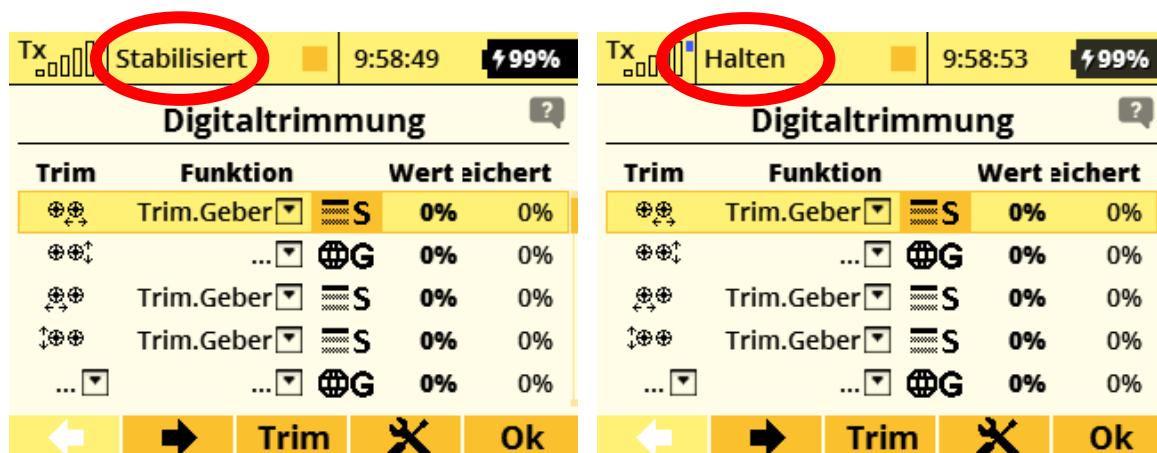 Tx Stabilisiert 9:58:49 99%
Digitaltrimmung ?
Trim Funktion Wert eichert
Trim.Geber S 0% 0%
... G 0% 0%
Trim.Geber S 0% 0%
Trim.Geber S 0% 0%
... ... G 0% 0%
Trim Ok
Tx Halten 9:58:53 99%
Digitaltrimmung ?
Trim Funktion Wert eichert
Trim.Geber S 0% 0%
... G 0% 0%
Trim.Geber S 0% 0%
Trim.Geber S 0% 0%
... ... G 0% 0%
Trim Ok